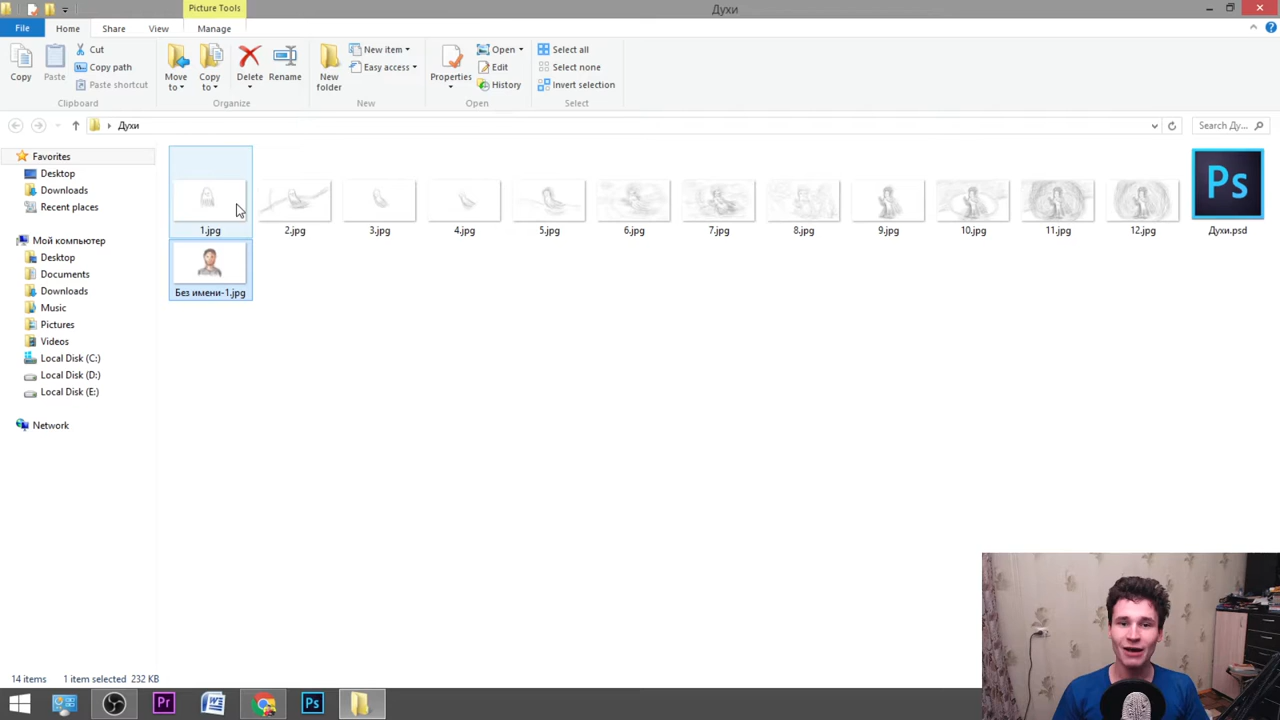 Picture Tools
Духи
File
Home
Share
View
Manage
Copy
Paste
Cut
Copy path
Paste shortcut
Clipboard
Move to
Copy to
Delete
Rename
Organize
New folder
New item
Easy access
New
Properties
Open
Edit
History
Open
Select all
Select none
Invert selection
Select
Духи
Search Ду...
Favorites
Desktop
Downloads
Recent places
Мой компьютер
Desktop
Documents
Downloads
Music
Pictures
Videos
Local Disk (C:)
Local Disk (D:)
Local Disk (E:)
Network
1.jpg
2.jpg
3.jpg
4.jpg
5.jpg
6.jpg
7.jpg
8.jpg
9.jpg
10.jpg
11.jpg
12.jpg
Ps
Духи.psd
Без имени-1.jpg
14 items
1 item selected 232 KB
Pr
W
Ps